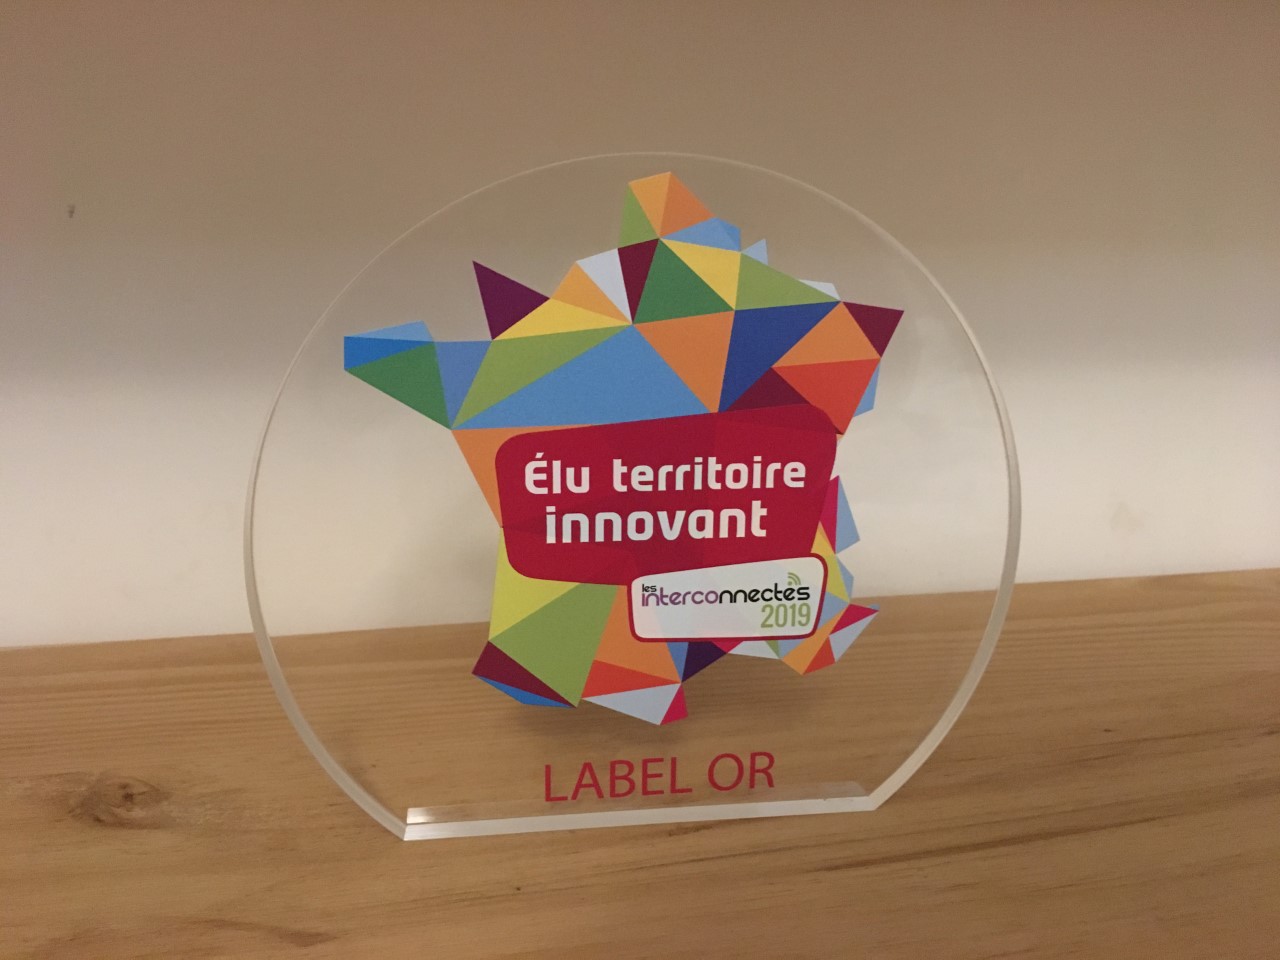 Élu territoire
innovant
les
interconnectés
2019
LABEL OR